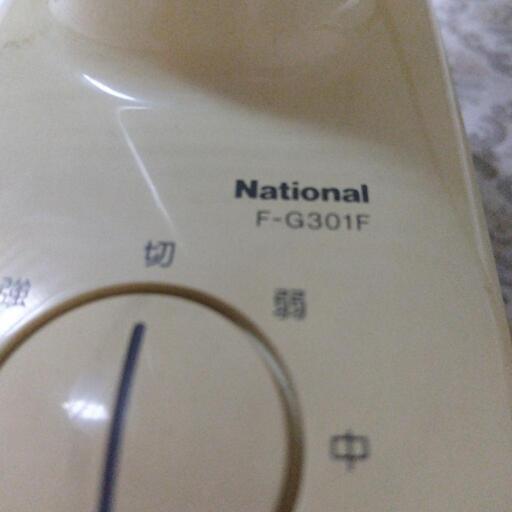 National
F-G301F
切
強
弱
中